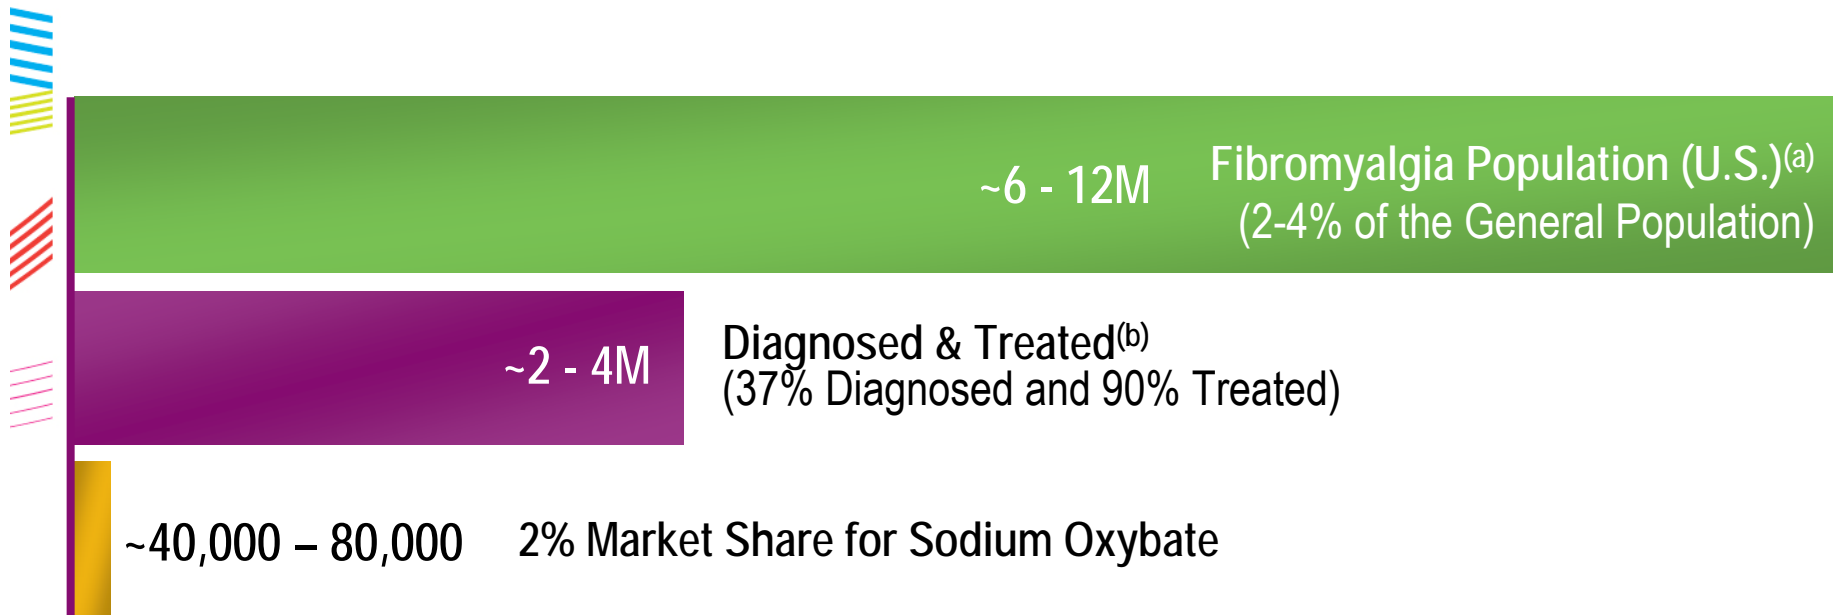 ~6 - 12M
Fibromyalgia Population (U.S.)(a)
(2-4% of the General Population)
~2 - 4M
Diagnosed & Treated(b)
(37% Diagnosed and 90% Treated)
~40,000 – 80,000
2% Market Share for Sodium Oxybate